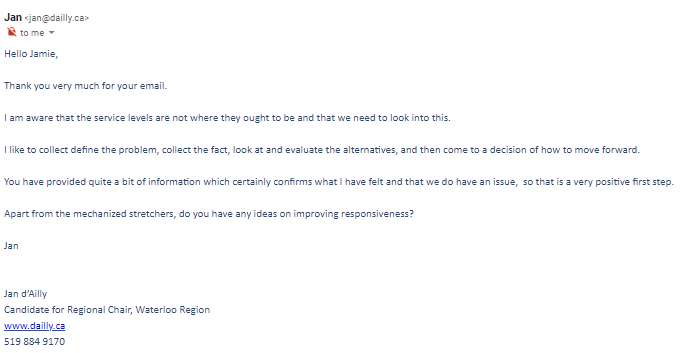 Jan <jan@dailly.ca>
to me
Hello Jamie,
Thank you very much for your email.
I am aware that the service levels are not where they ought to be and that we need to look into this.
I like to collect define the problem, collect the fact, look at and evaluate the alternatives, and then come to a decision of how to move forward.
You have provided quite a bit of information which certainly confirms what I have felt and that we do have an issue, so that is a very positive first step.
Apart from the mechanized stretchers, do you have any ideas on improving responsiveness?
Jan
Jan d’Ailly
Candidate for Regional Chair, Waterloo Region
www.dailly.ca
519 884 9170